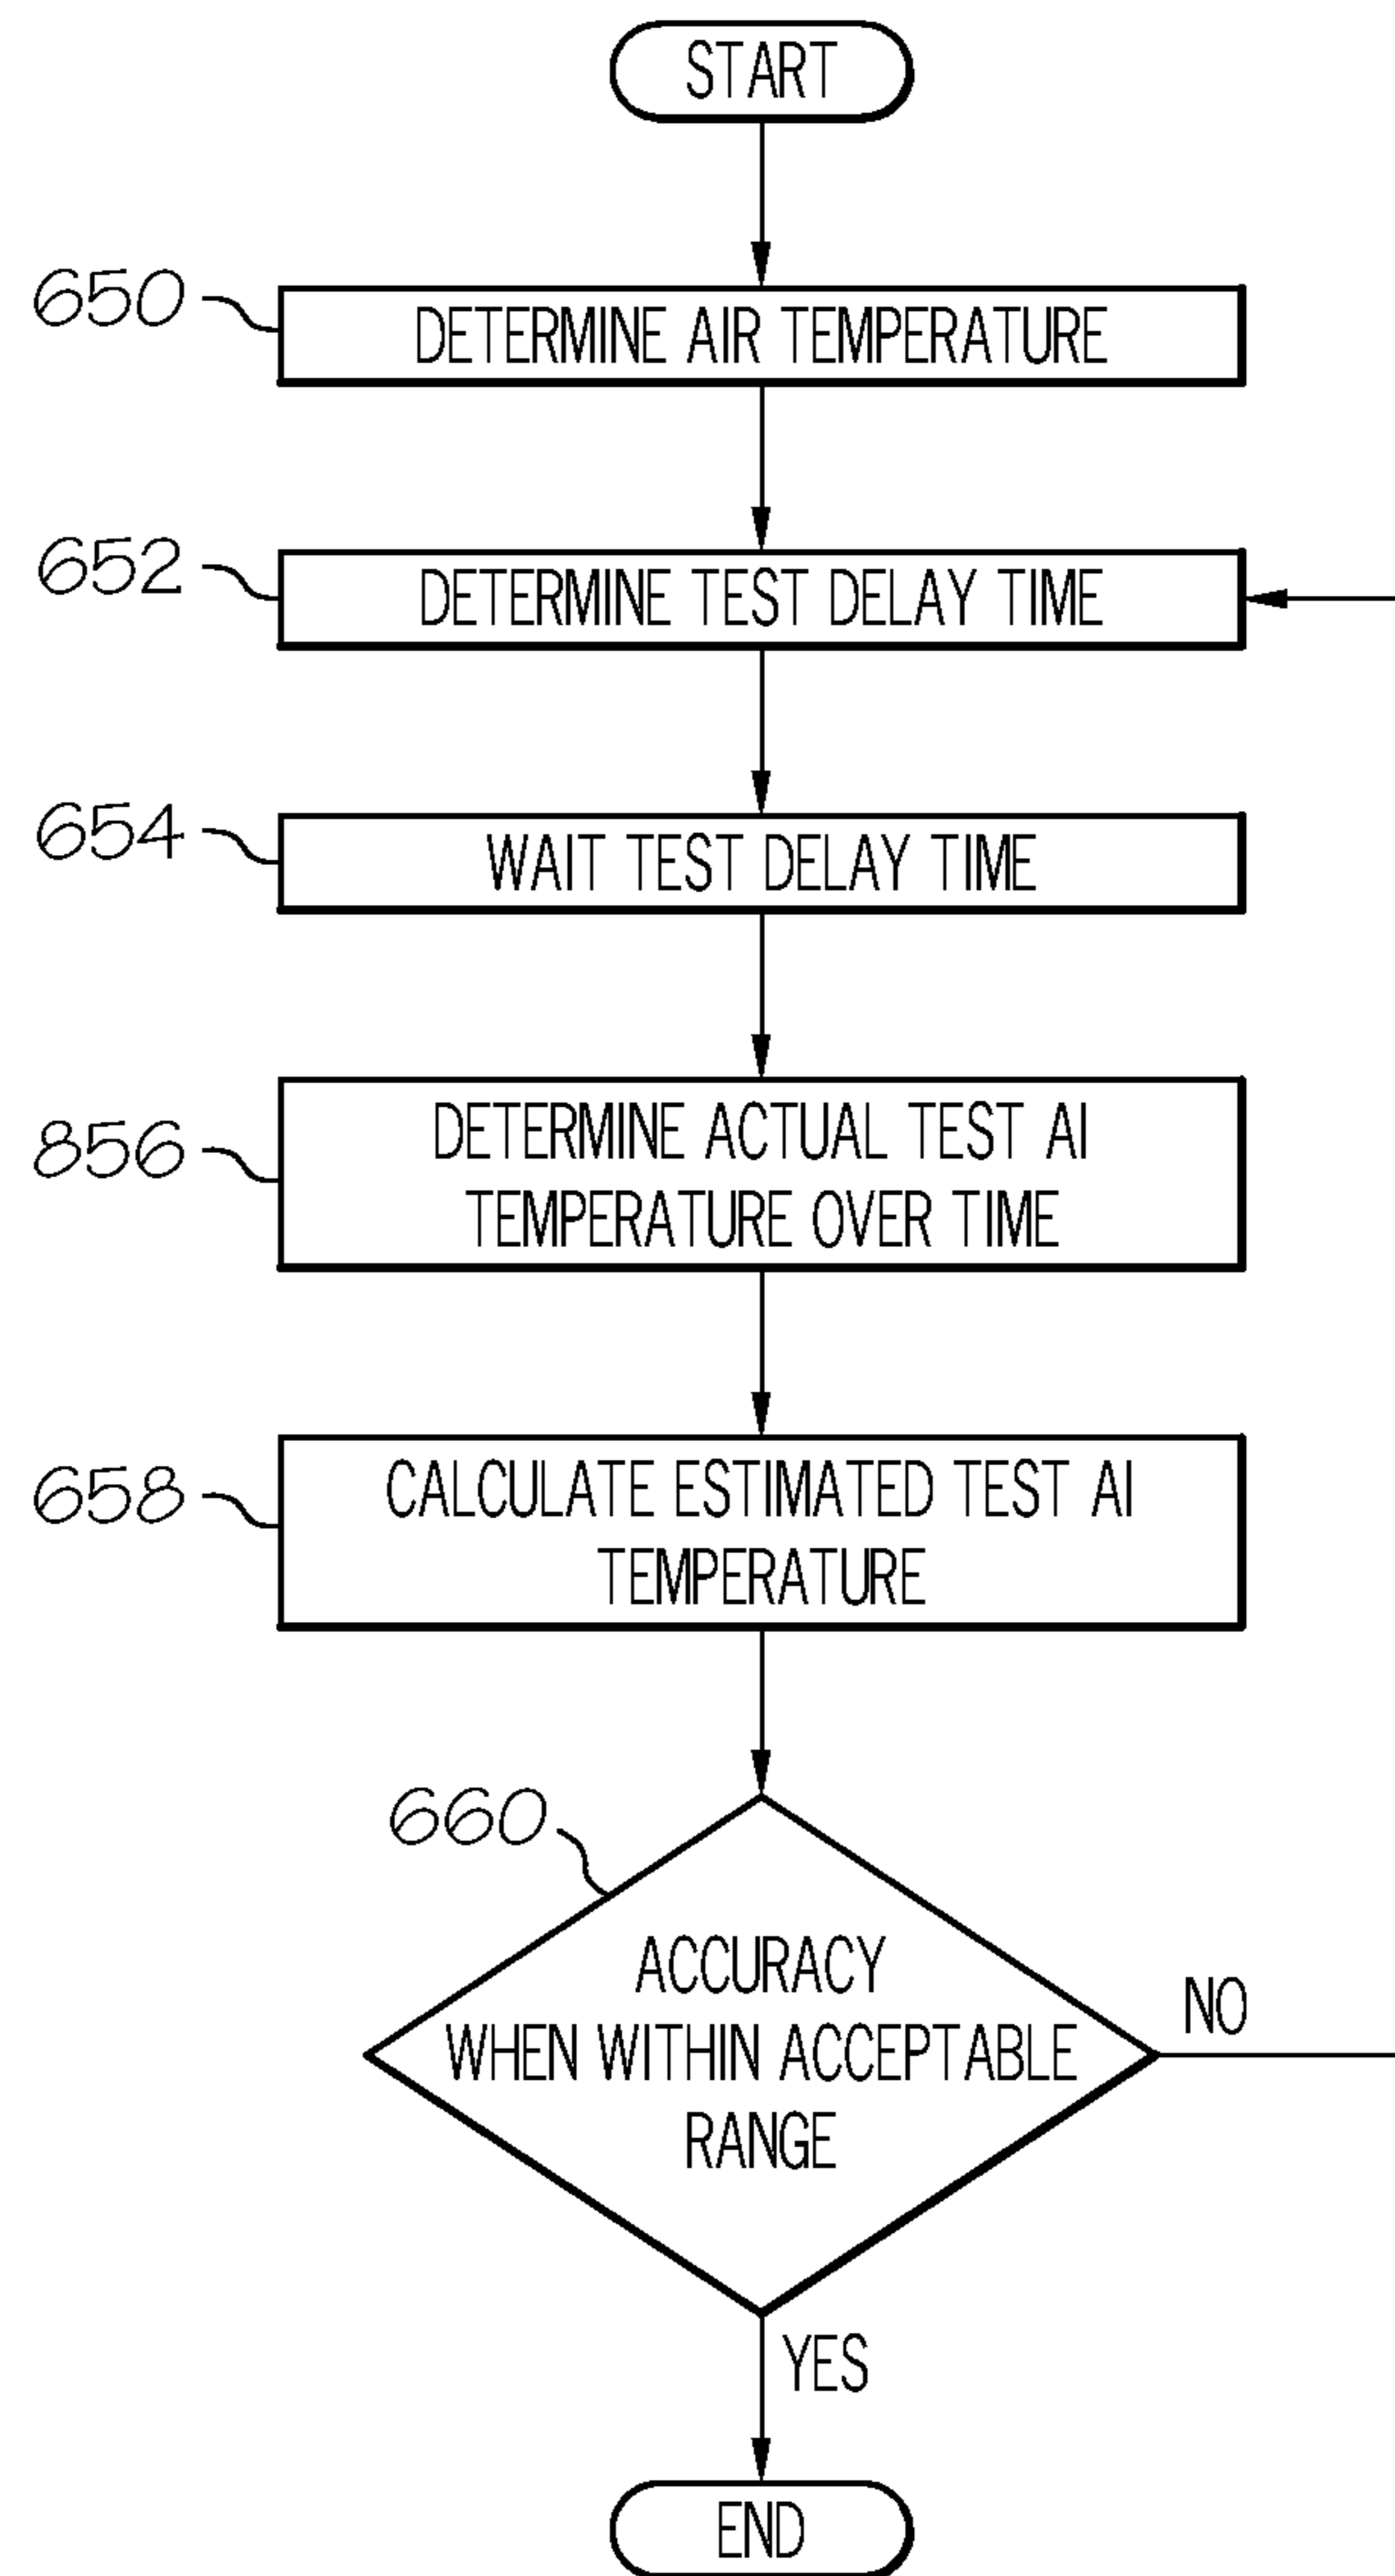 START
650
DETERMINE AIR TEMPERATURE
652
DETERMINE TEST DELAY TIME
654
WAIT TEST DELAY TIME
856
DETERMINE ACTUAL TEST AI
TEMPERATURE OVER TIME
658
CALCULATE ESTIMATED TEST AI
TEMPERATURE
660
ACCURACY
WHEN WITHIN ACCEPTABLE
RANGE
NO
YES
END